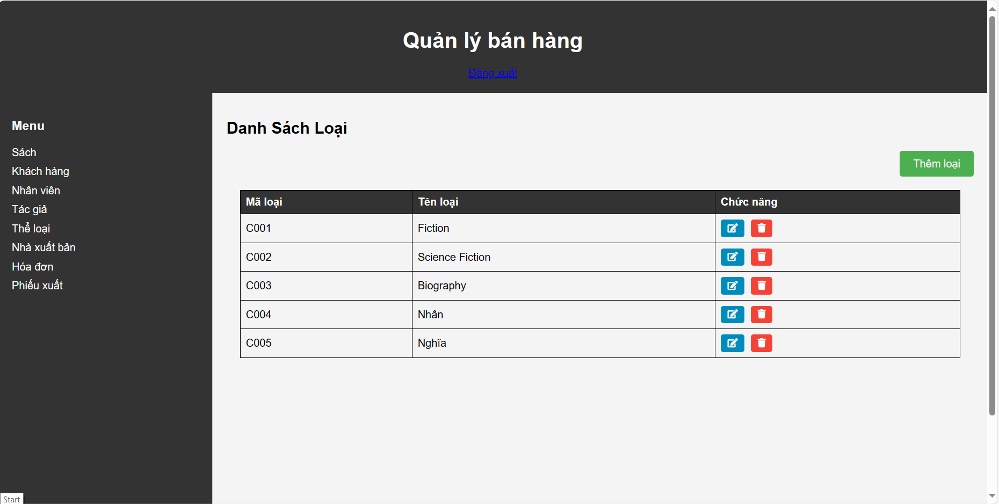 Quản lý bán hàng
Đăng xuất
Menu
Sách
Khách hàng
Nhân viên
Tác giả
Thể loại
Nhà xuất bản
Hóa đơn
Phiếu xuất
Danh Sách Loại
Thêm loại
Mã loại Tên loại Chức năng
C001 Fiction
C002 Science Fiction
C003 Biography
C004 Nhân
C005 Nghĩa
Start